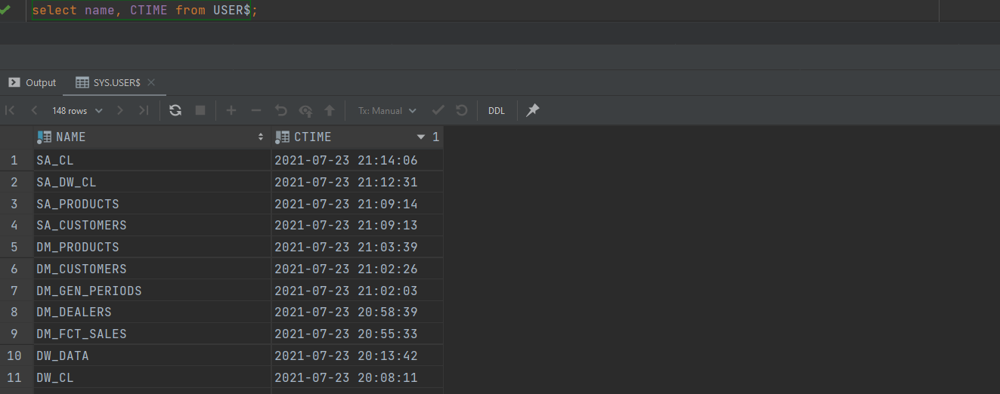 select name, CTIME from USER$;
Output SYS.USER$
148 rows Tx: Manual DDL
NAME CTIME 1
1 SA_CL 2021-07-23 21:14:06
2 SA_DW_CL 2021-07-23 21:12:31
3 SA_PRODUCTS 2021-07-23 21:09:14
4 SA_CUSTOMERS 2021-07-23 21:09:13
5 DM_PRODUCTS 2021-07-23 21:03:39
6 DM_CUSTOMERS 2021-07-23 21:02:26
7 DM_GEN_PERIODS 2021-07-23 21:02:03
8 DM_DEALERS 2021-07-23 20:58:39
9 DM_FCT_SALES 2021-07-23 20:55:33
10 DW_DATA 2021-07-23 20:13:42
11 DW_CL 2021-07-23 20:08:11